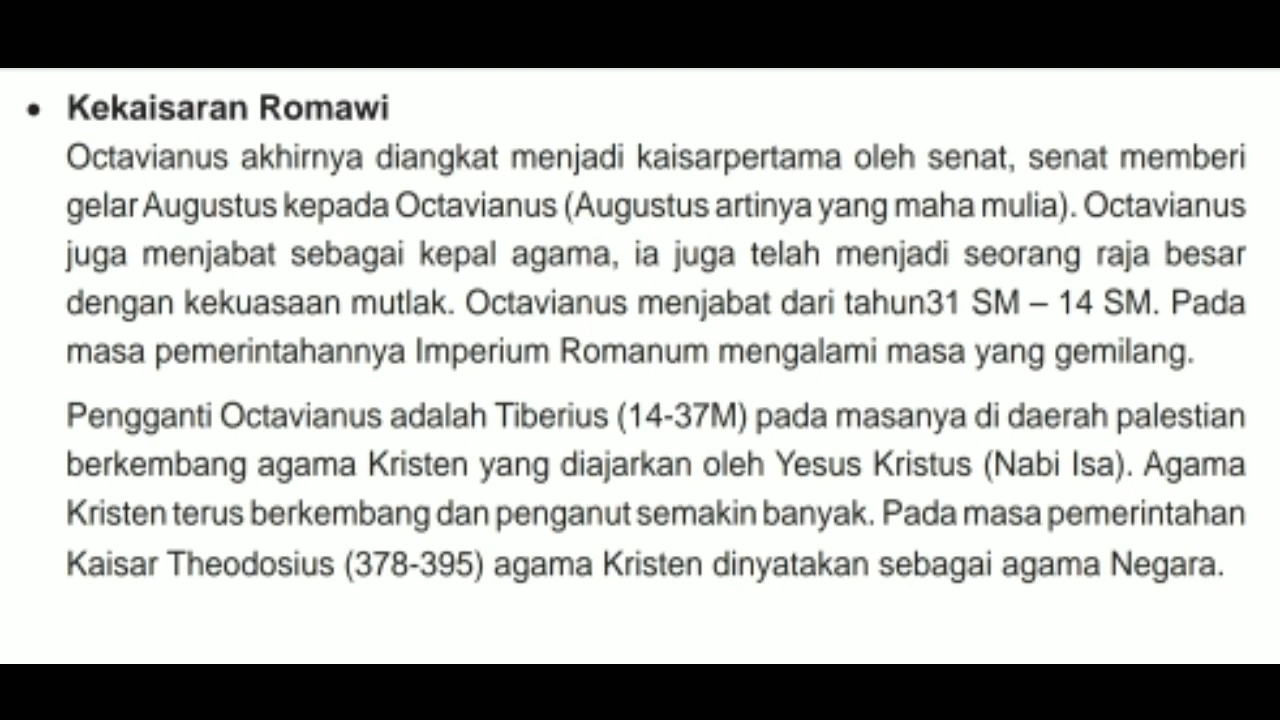 • Kekaisaran Romawi
Octavianus akhirnya diangkat menjadi kaisarpertama oleh senat, senat memberi
gelar Augustus kepada Octavianus (Augustus artinya yang maha mulia). Octavianus
juga menjabat sebagai kepal agama, ia juga telah menjadi seorang raja besar
dengan kekuasaan mutlak. Octavianus menjabat dari tahun31 SM – 14 SM. Pada
masa pemerintahannya Imperium Romanum mengalami masa yang gemilang.
Pengganti Octavianus adalah Tiberius (14-37M) pada masanya di daerah palestian
berkembang agama Kristen yang diajarkan oleh Yesus Kristus (Nabi Isa). Agama
Kristen terus berkembang dan penganut semakin banyak. Pada masa pemerintahan
Kaisar Theodosius (378-395) agama Kristen dinyatakan sebagai agama Negara.